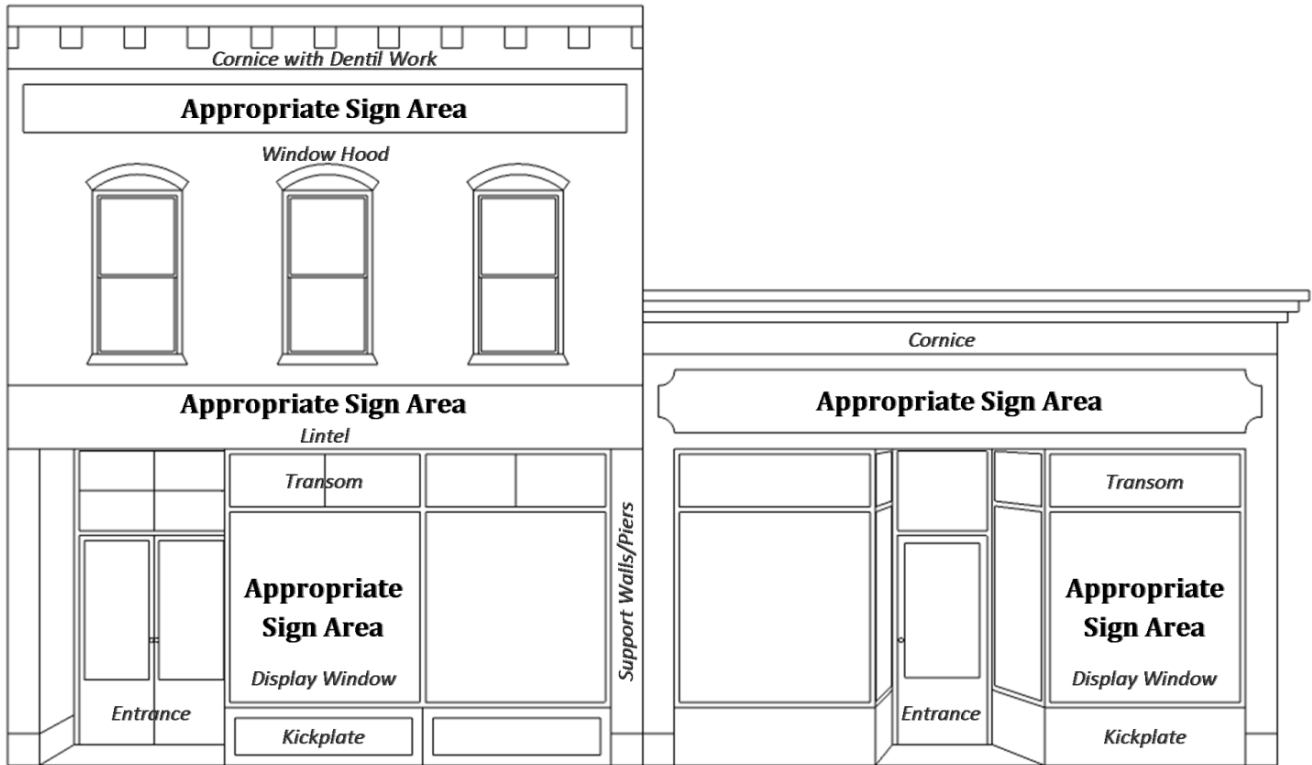 Cornice with Dentil Work
Appropriate Sign Area
Window Hood
Appropriate Sign Area
Lintel
Transom
Appropriate
Sign Area
Display Window
Entrance
Kickplate
Support Walls/Piers
Cornice
Appropriate Sign Area
Transom
Appropriate
Sign Area
Display Window
Entrance
Kickplate